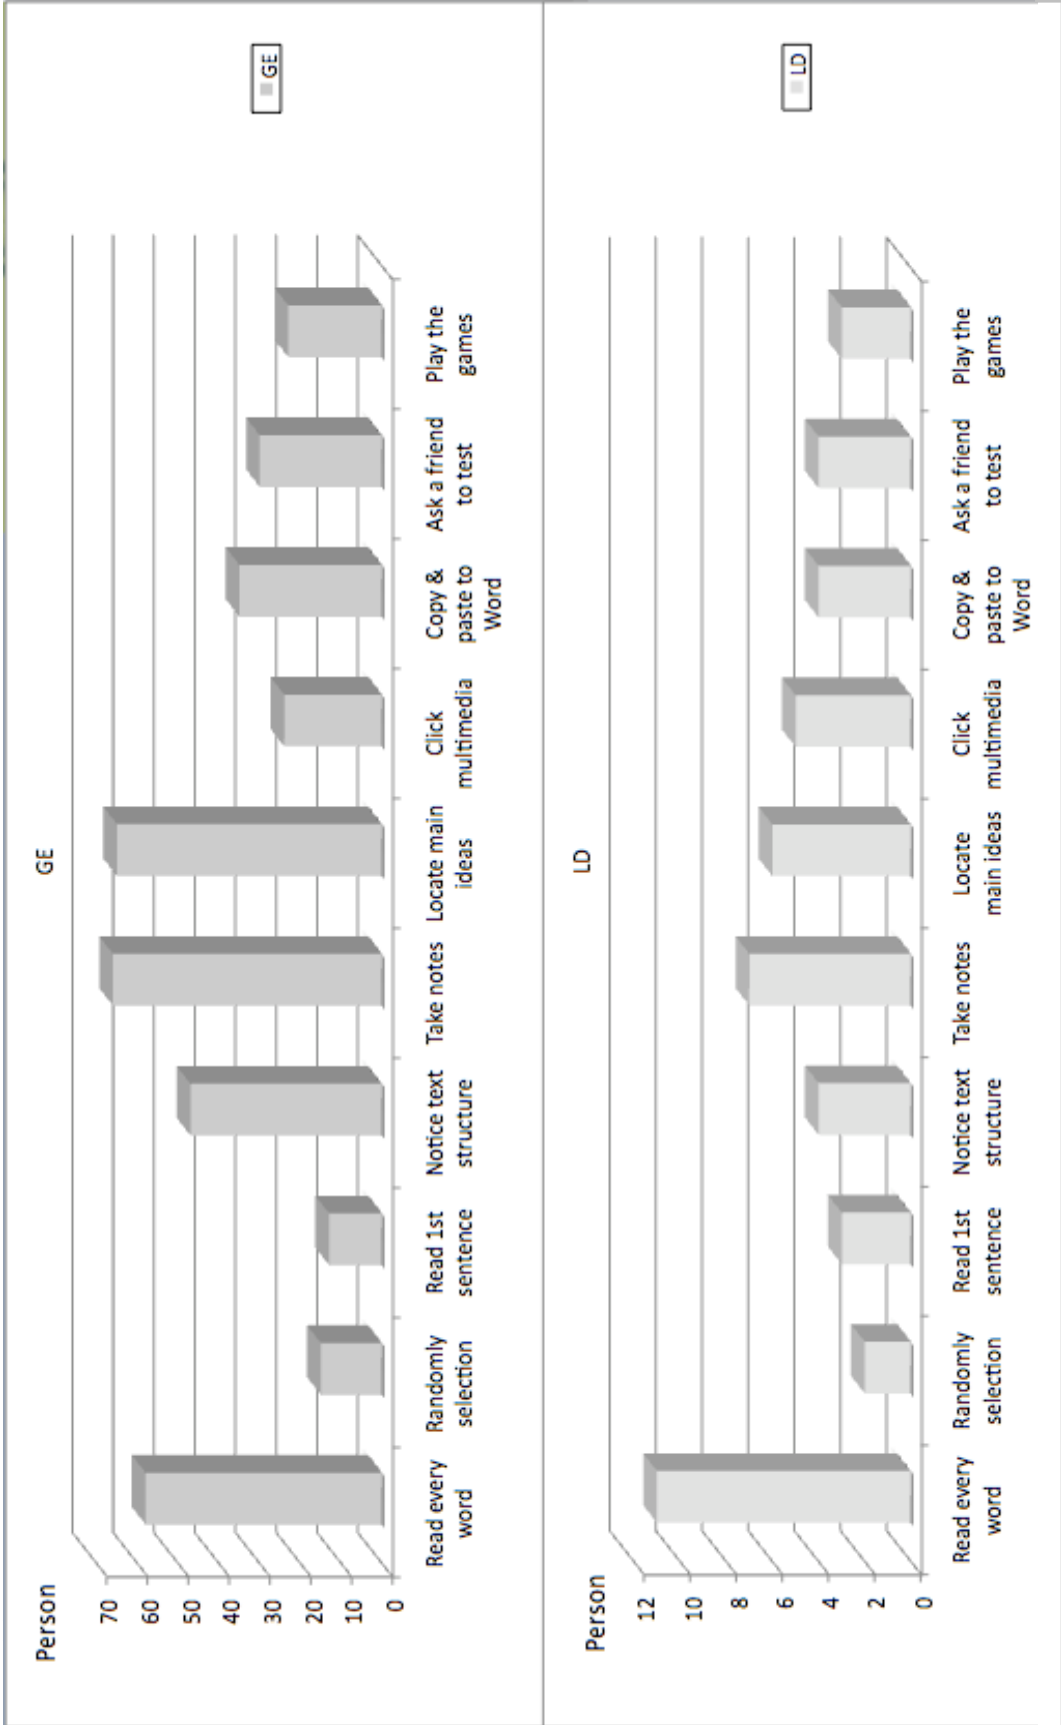 GE
Person
70
60
50
40
30
20
10
0
Read every
word
Randomly
selection
Read 1st
sentence
Notice text
structure
Take notes
Locate main
ideas
Click
multimedia
Copy &
paste to
Word
Ask a friend
to test
Play the
games
GE
LD
Person
12
10
8
6
4
2
0
Read every
word
Randomly
selection
Read 1st
sentence
Notice text
structure
Take notes
Locate
main ideas
Click
multimedia
Copy &
paste to
Word
Ask a friend
to test
Play the
games
LD